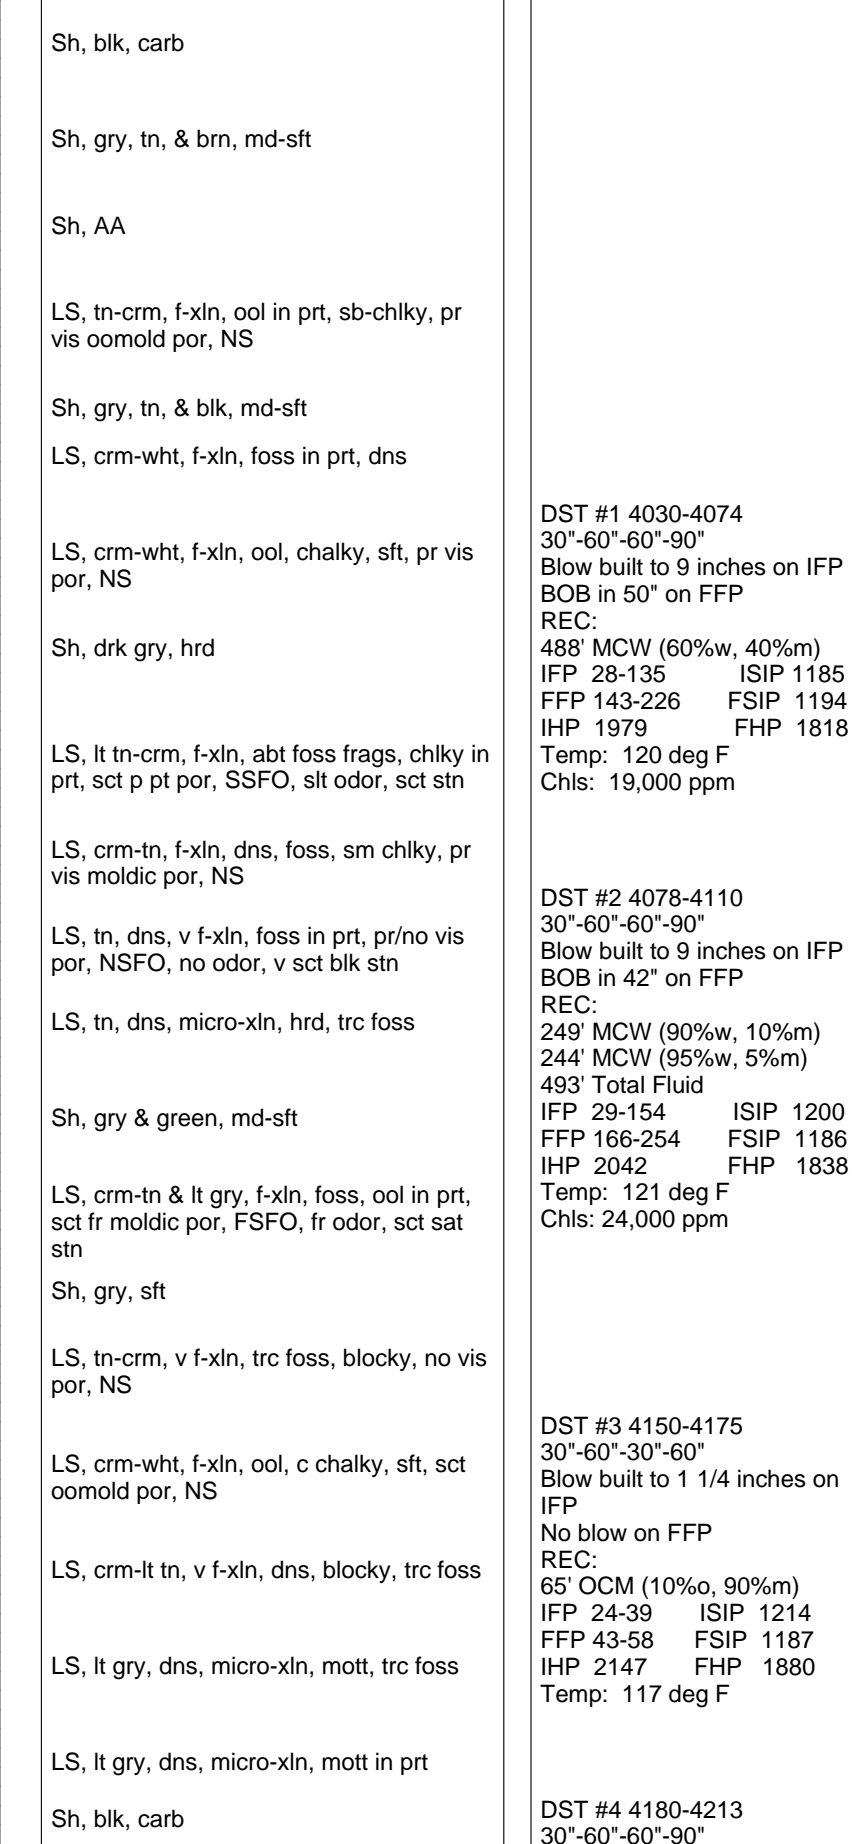 Sh, blk, carb
Sh, gry, tn, & brn, md-sft
Sh, AA
LS, tn-crm, f-xln, ool in prt, sb-chlky, pr
vis oomold por, NS
Sh, gry, tn, & blk, md-sft
LS, crm-wht, f-xln, foss in prt, dns
LS, crm-wht, f-xln, ool, chalky, sft, pr vis
por, NS
Sh, drk gry, hrd
LS, lt tn-crm, f-xln, abt foss frags, chlky in
prt, sct p pt por, SSFO, slt odor, sct stn
LS, crm-tn, f-xln, dns, foss, sm chlky, pr
vis moldic por, NS
LS, tn, dns, v f-xln, foss in prt, pr/no vis
por, NSFO, no odor, v sct blk stn
LS, tn, dns, micro-xln, hrd, trc foss
Sh, gry & green, md-sft
LS, crm-tn & lt gry, f-xln, foss, ool in prt,
sct fr moldic por, FSFO, fr odor, sct sat
stn
Sh, gry, sft
LS, tn-crm, v f-xln, trc foss, blocky, no vis
por, NS
LS, crm-wht, f-xln, ool, c chalky, sft, sct
oomold por, NS
LS, crm-lt tn, v f-xln, dns, blocky, trc foss
LS, lt gry, dns, micro-xln, mott, trc foss
LS, lt gry, dns, micro-xln, mott in prt
Sh, blk, carb
DST #1 4030-4074
30"-60"-60"-90"
Blow built to 9 inches on IFP
BOB in 50" on FFP
REC:
488' MCW (60%w, 40%m)
IFP 28-135 ISIP 1185
FFP 143-226 FSIP 1194
IHP 1979 FHP 1818
Temp: 120 deg F
Chls: 19,000 ppm
DST #2 4078-4110
30"-60"-60"-90"
Blow built to 9 inches on IFP
BOB in 42" on FFP
REC:
249' MCW (90%w, 10%m)
244' MCW (95%w, 5%m)
493' Total Fluid
IFP 29-154 ISIP 1200
FFP 166-254 FSIP 1186
IHP 2042 FHP 1838
Temp: 121 deg F
Chls: 24,000 ppm
DST #3 4150-4175
30"-60"-30"-60"
Blow built to 1 1/4 inches on
IFP
No blow on FFP
REC:
65' OCM (10%o, 90%m)
IFP 24-39 ISIP 1214
FFP 43-58 FSIP 1187
IHP 2147 FHP 1880
Temp: 117 deg F
DST #4 4180-4213
30"-60"-60"-90"